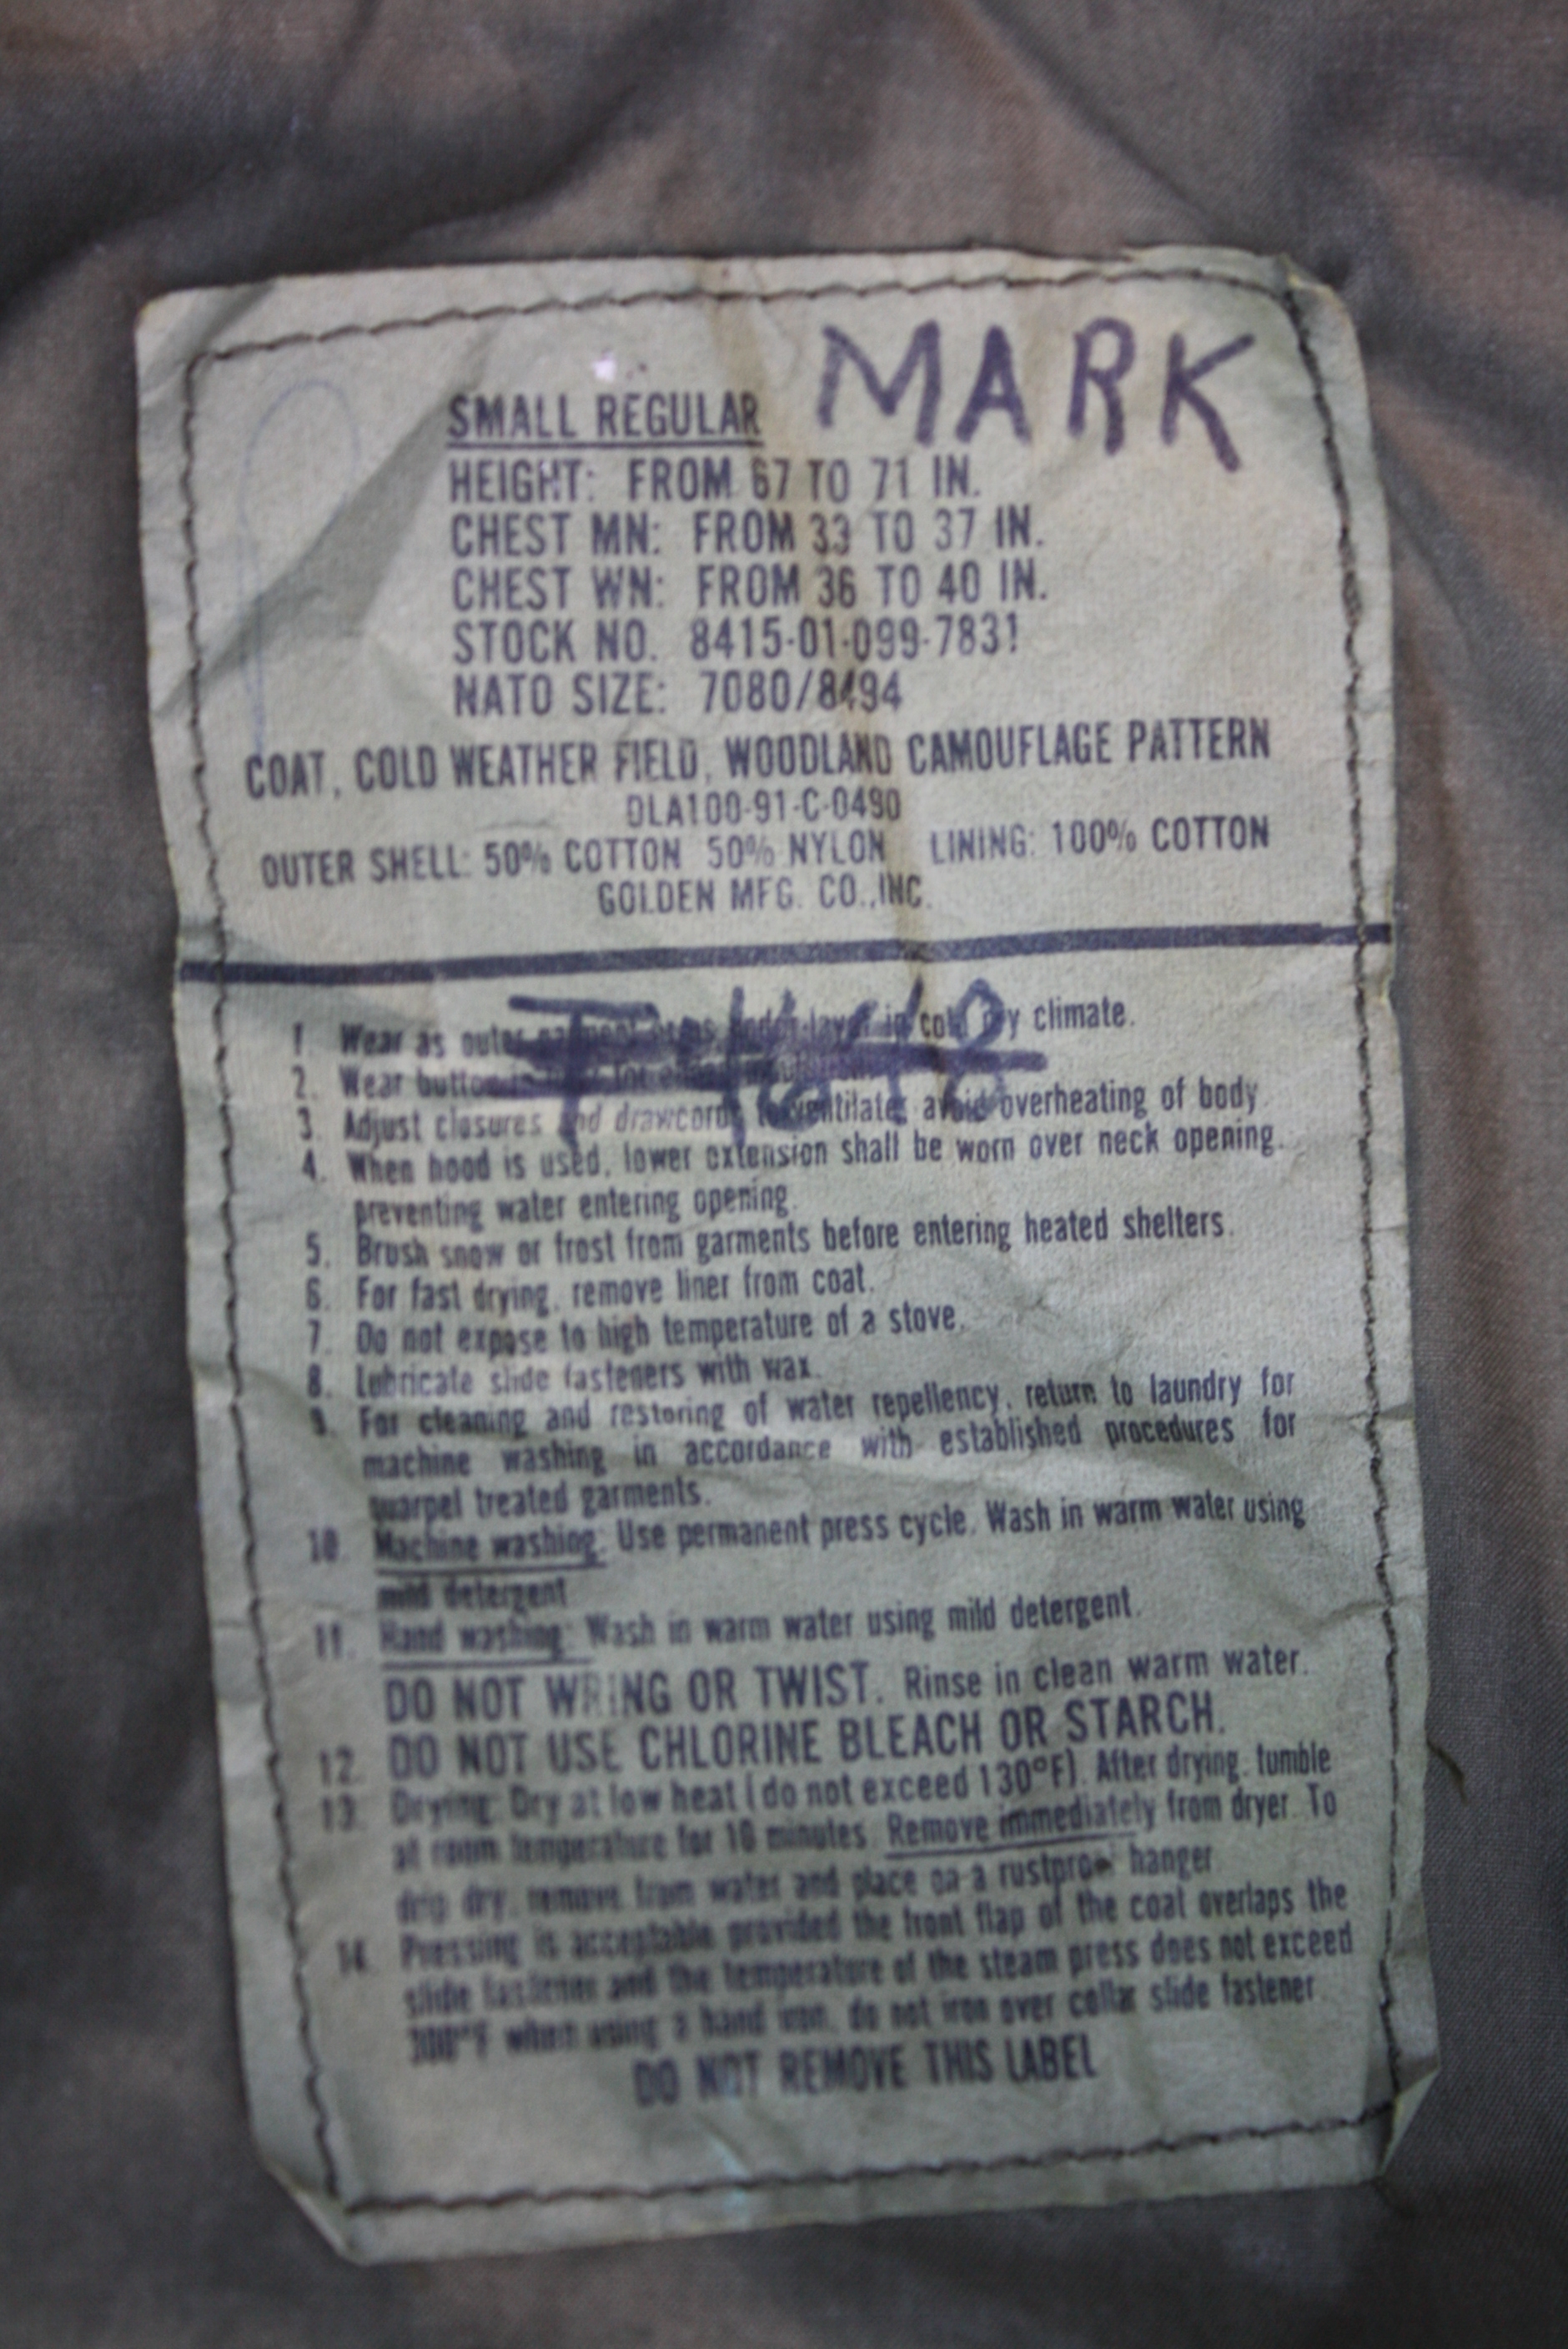 MARK
SMALL REGULAR
HEIGHT: FROM 67 TO 71 IN.
CHEST MN: FROM 33 TO 37 IN.
CHEST WN: FROM 36 TO 40 IN.
STOCK NO. 8415-01-099-7831
NATO SIZE: 7080/8494
COAT, COLD WEATHER FIELD, WOODLAND CAMOUFLAGE PATTERN
DLA100-91-C-0490
OUTER SHELL: 50% COTTON 50% NYLON LINING: 100% COTTON
GOLDEN MFG. CO.,INC.
1. Wear as outer in cold dry climate.
2. Wear
3. Adjust closures and drawcords to ventilate, avoid overheating of body
4. When hood is used, lower extension shall be worn over neck opening.
preventing water entering opening.
5. Brush snow or frost from garments before entering heated shelters.
6. For fast drying, remove liner from coat.
7. Do not expose to high temperature of a stove.
8. Lubricate slide fasteners with wax.
9. For cleaning and restoring of water repellency, return to laundry for
machine washing in accordance with established procedures for
quarpel treated garments.
10. Machine washing: Use permanent press cycle. Wash in warm water using
mild detergent
11. Hand washing: Wash in warm water using mild detergent.
DO NOT WRING OR TWIST. Rinse in clean warm water.
12. DO NOT USE CHLORINE BLEACH OR STARCH.
13. Drying: Dry at low heat (do not exceed 130°F). After drying, tumble
at room temperature for 10 minutes. Remove immediately from dryer. To
drip dry, remove from water and place on a rustproof hanger.
14. Pressing is acceptable provided the front flap of the coat overlaps the
slide fastener and the temperature of the steam press does not exceed
300°F when using a hand iron, do not iron over collar slide fastener.
DO NOT REMOVE THIS LABEL